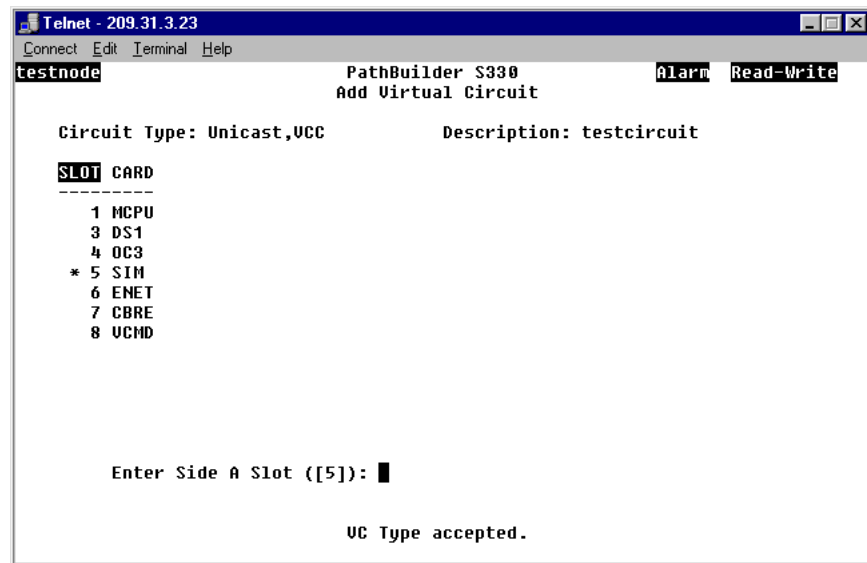 Telnet - 209.31.3.23
Connect Edit Terminal Help
testnode PathBuilder S330 Alarm Read-Write
Add Virtual Circuit
Circuit Type: Unicast,VCC Description: testcircuit
SLOT CARD
---------
1 MCPU
3 DS1
4 OC3
* 5 SIM
6 ENET
7 CBRE
8 VCMD
Enter Side A Slot ([5]):
VC Type accepted.